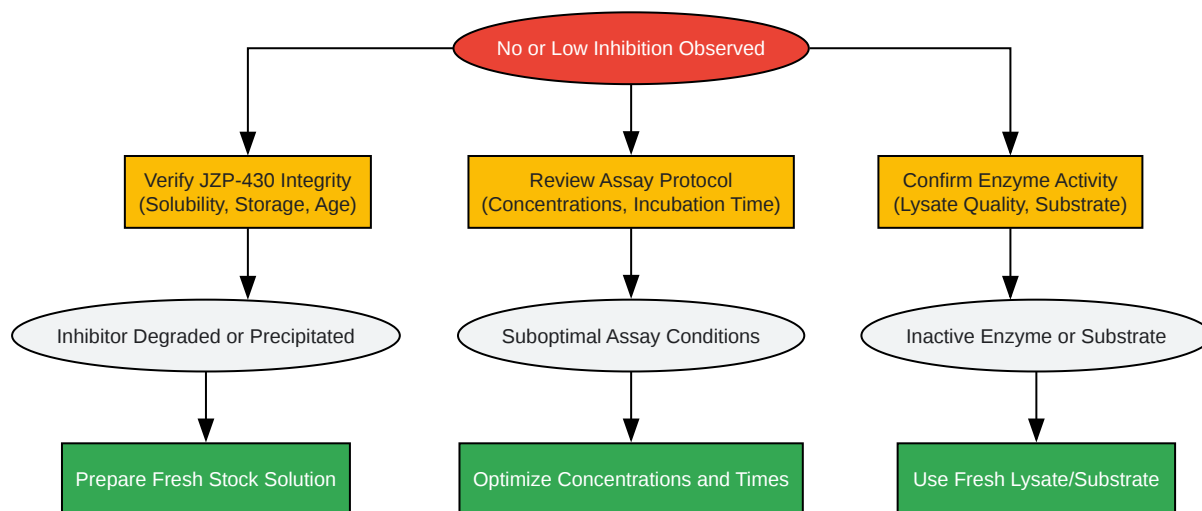 No or Low Inhibition Observed
Verify JZP-430 Integrity
(Solubility, Storage, Age)
Review Assay Protocol
(Concentrations, Incubation Time)
Confirm Enzyme Activity
(Lysate Quality, Substrate)
Inhibitor Degraded or Precipitated
Suboptimal Assay Conditions
Inactive Enzyme or Substrate
Prepare Fresh Stock Solution
Optimize Concentrations and Times
Use Fresh Lysate/Substrate